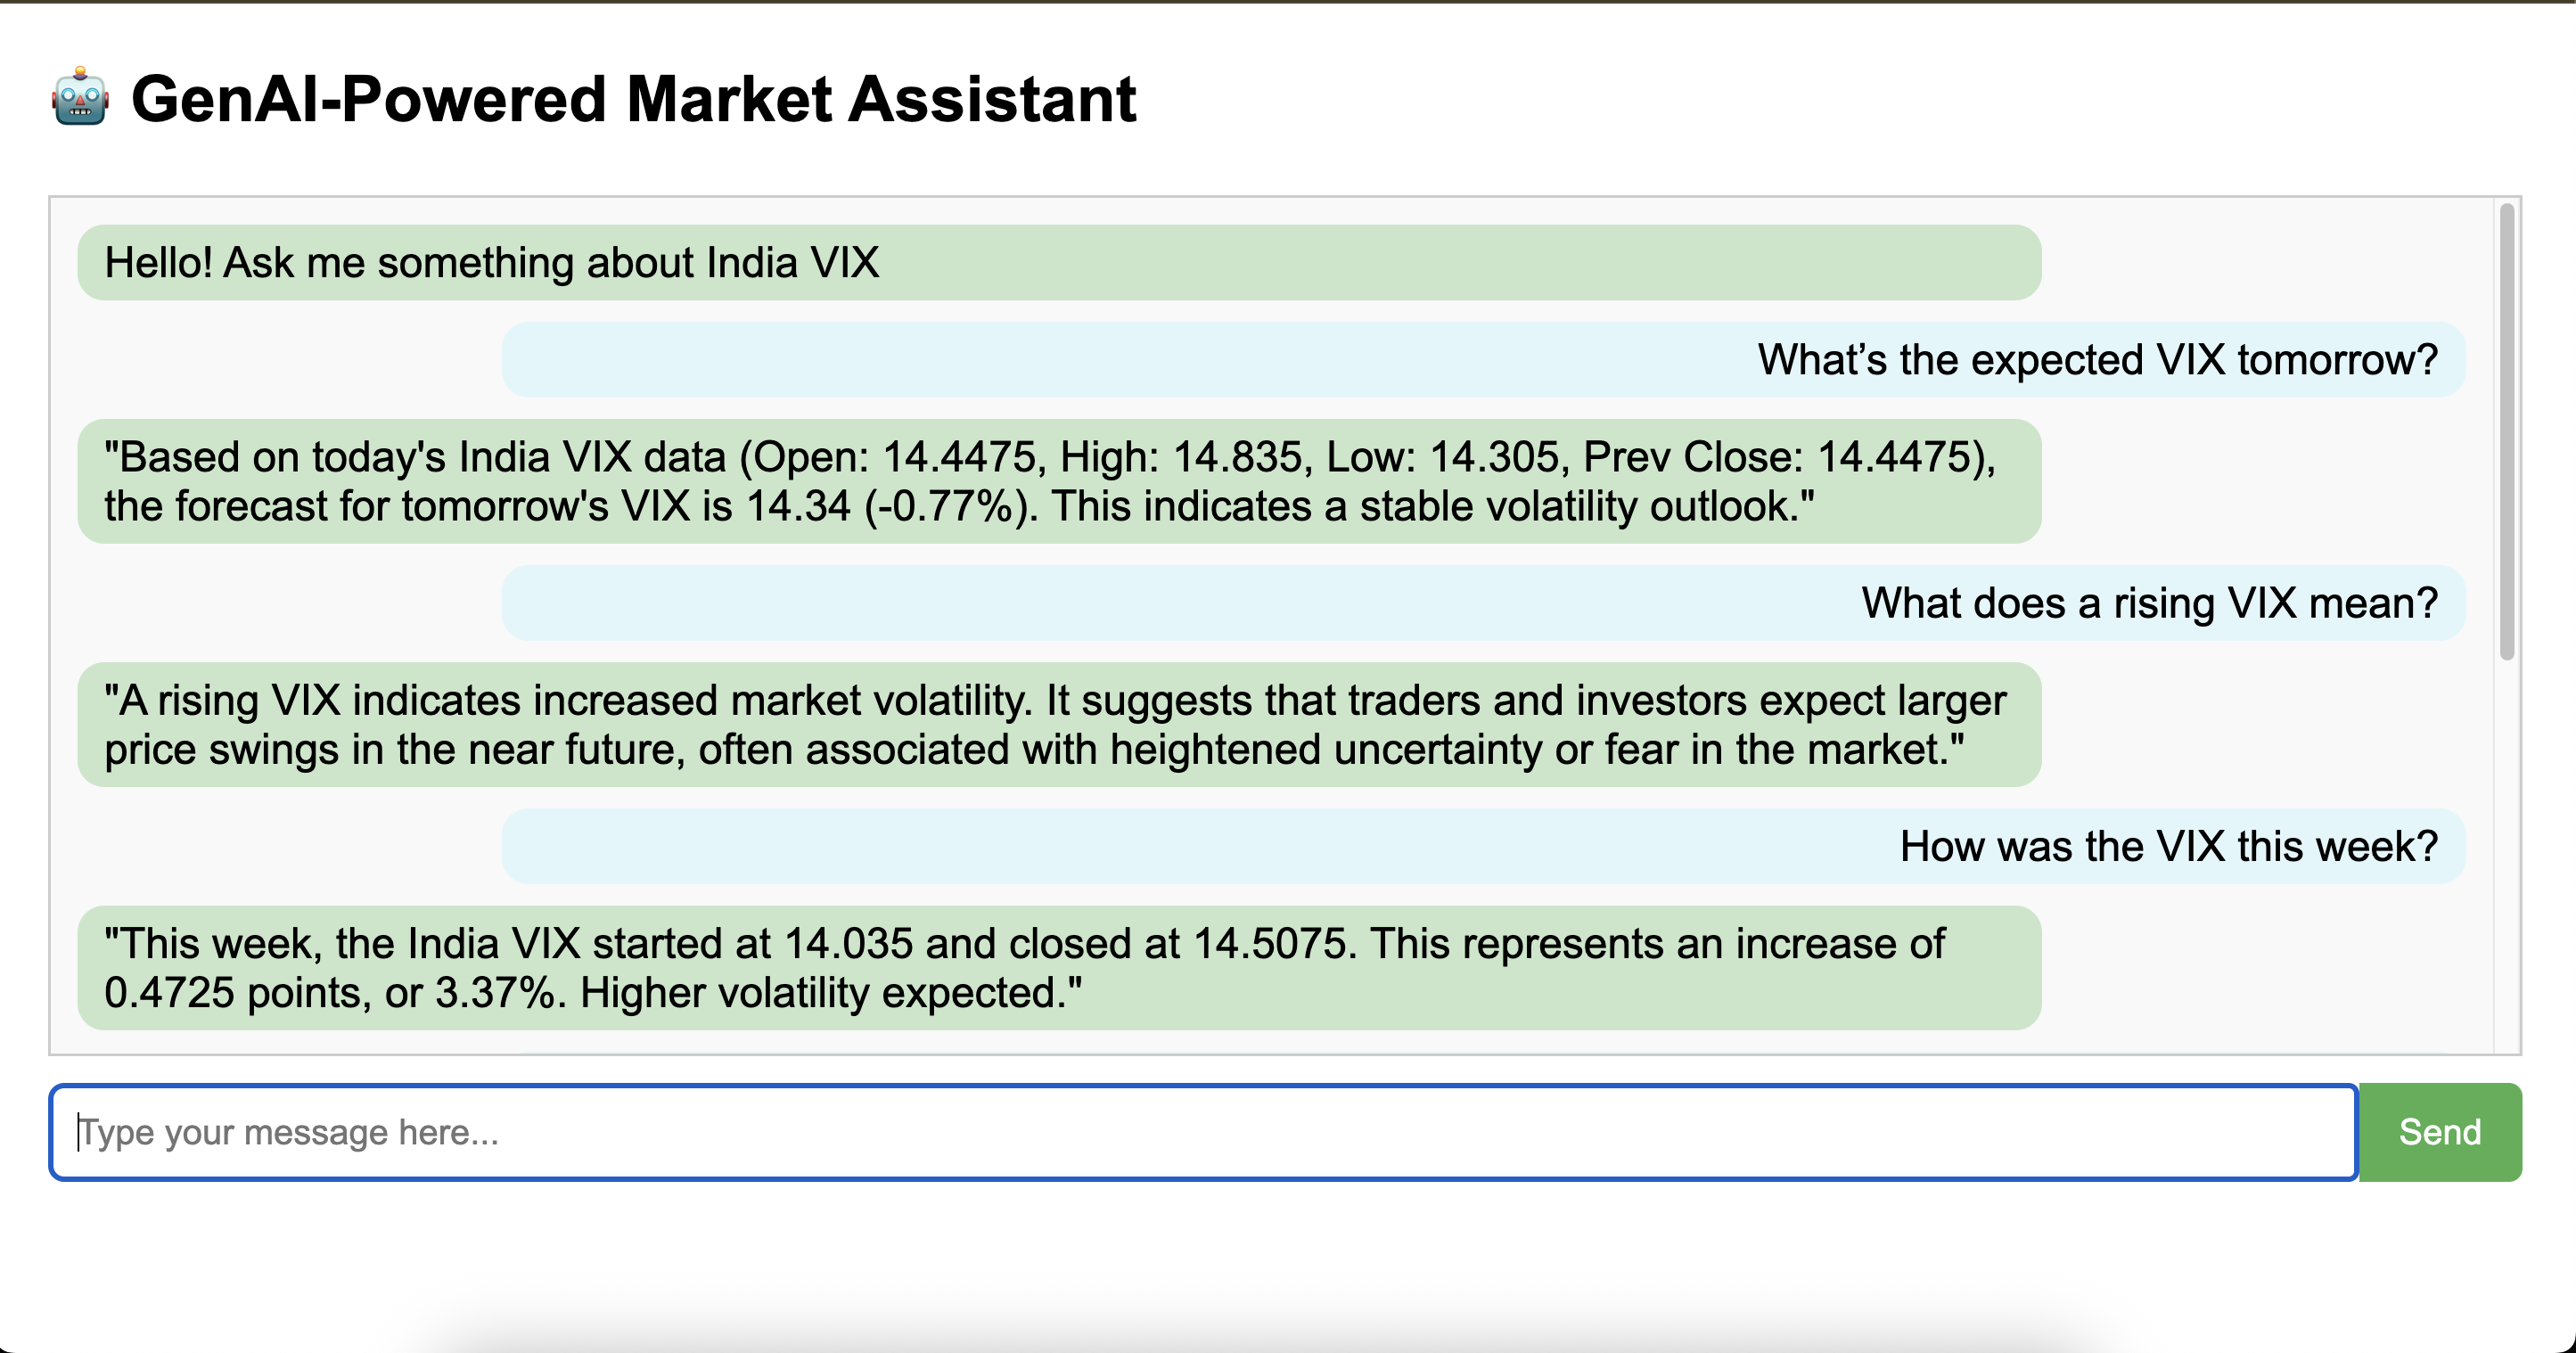 🤖 GenAI-Powered Market Assistant
Hello! Ask me something about India VIX
What’s the expected VIX tomorrow?
"Based on today's India VIX data (Open: 14.4475, High: 14.835, Low: 14.305, Prev Close: 14.4475),
the forecast for tomorrow's VIX is 14.34 (-0.77%). This indicates a stable volatility outlook."
What does a rising VIX mean?
"A rising VIX indicates increased market volatility. It suggests that traders and investors expect larger
price swings in the near future, often associated with heightened uncertainty or fear in the market."
How was the VIX this week?
"This week, the India VIX started at 14.035 and closed at 14.5075. This represents an increase of
0.4725 points, or 3.37%. Higher volatility expected."
Type your message here...
Send